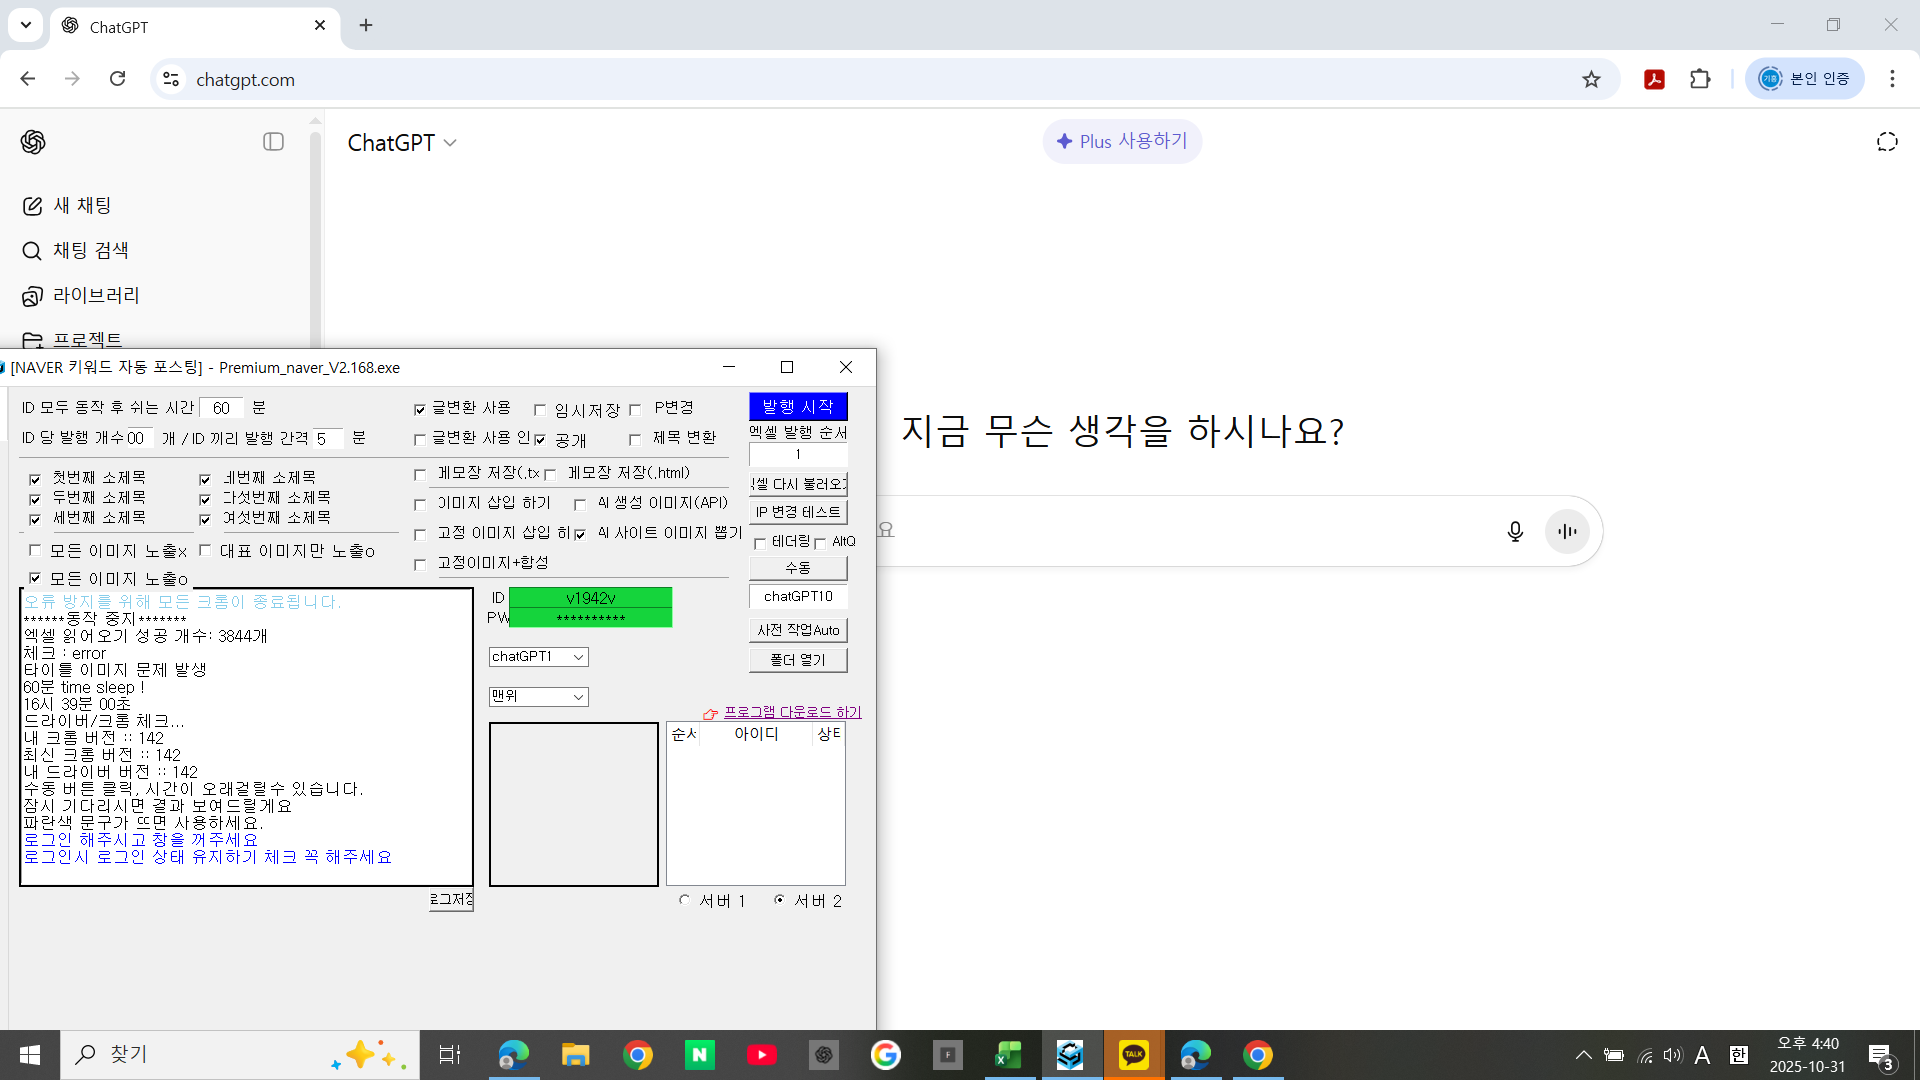 ChatGPT
chatgpt.com
본인 인증
ChatGPT
Plus 사용하기
새 채팅
채팅 검색
라이브러리
프로젝트
지금 무슨 생각을 하시나요?
요
[NAVER 키워드 자동 포스팅] - Premium_naver_V2.168.exe
ID 모두 동작 후 쉬는 시간 60 분
ID 당 발행 개수 00 개 / ID 끼리 발행 간격 5 분
글변환 사용 임시저장 P변경
글변환 사용 인 공개 제목 변환
발행 시작
엑셀 발행 순서
1
첫번째 소제목 네번째 소제목
두번째 소제목 다섯번째 소제목
세번째 소제목 여섯번째 소제목
모든 이미지 노출x 대표 이미지만 노출o
모든 이미지 노출o
메모장 저장(.tx 메모장 저장(.html)
이미지 삽입 하기 AI 생성 이미지(API)
고정 이미지 삽입 히 AI 사이트 이미지 뽑기
고정이미지+합성
엑셀 다시 불러오기
IP 변경 테스트
테더링 AltQ
수동
chatGPT10
사전 작업Auto
폴더 열기
오류 방지를 위해 모든 크롬이 종료됩니다.
******동작 중지*******
엑셀 읽어오기 성공 개수: 3844개
체크 : error
타이틀 이미지 문제 발생
60분 time sleep !
16시 39분 00초
드라이버/크롬 체크...
내 크롬 버전 :: 142
최신 크롬 버전 :: 142
내 드라이버 버전 :: 142
수동 버튼 클릭, 시간이 오래걸릴수 있습니다.
잠시 기다리시면 결과 보여드릴게요
파란색 문구가 뜨면 사용하세요.
로그인 해주시고 창을 꺼주세요
로그인시 로그인 상태 유지하기 체크 꼭 해주세요
로그저장
ID v1942v
PW **********
chatGPT1
맨위
프로그램 다운로드 하기
순서 아이디 상태
서버 1 서버 2
찾기
N
F
TALK
A
한
오후 4:40
2025-10-31
3